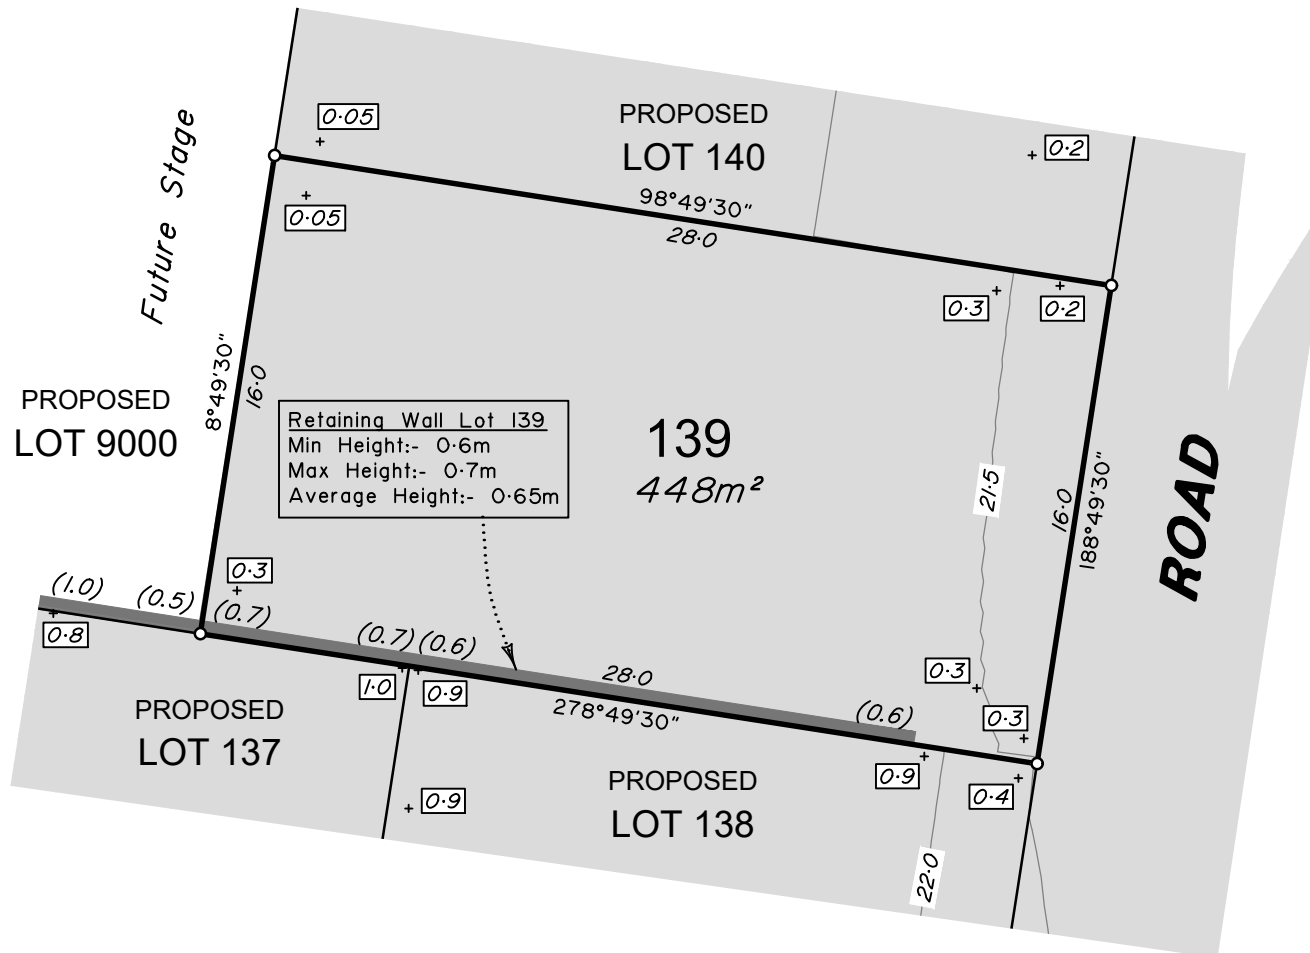 0·05
PROPOSED
LOT 140
0·2
Future Stage
98°49'30"
28·0
0·05
0·3
0·2
8°49'30"
16·0
PROPOSED
LOT 9000
Retaining Wall Lot 139
Min Height:- 0·6m
Max Height:- 0·7m
Average Height:- 0·65m
139
448m²
21·5
16·0
188°49'30"
ROAD
0·3
(1.0)
(0.5)
(0.7)
0·8
(0.7)
(0.6)
1·0
0·9
28·0
278°49'30"
0·3
0·3
(0.6)
PROPOSED
LOT 137
0·9
PROPOSED
LOT 138
0·9
0·4
22·0